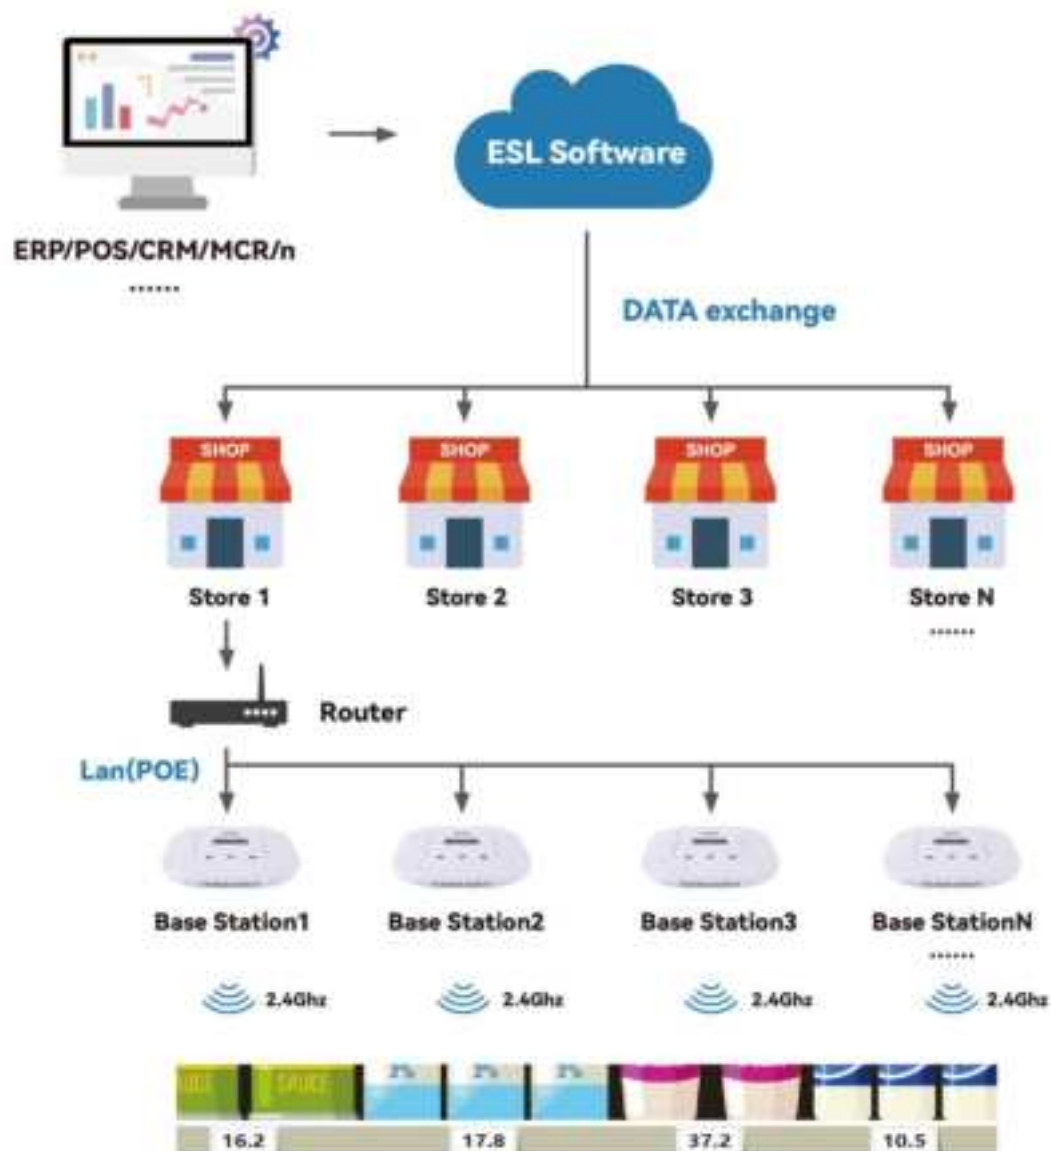 ESL Software
ERP/POS/CRM/MCR/n
......
DATA exchange
SHOP SHOP SHOP SHOP
Store 1 Store 2 Store 3 Store N
......
Router
Lan(POE)
Base Station1 Base Station2 Base Station3 Base StationN
......
2.4Ghz 2.4Ghz 2.4Ghz 2.4Ghz
SAUCE 2% 2% 2%
16.2 17.8 37.2 10.5